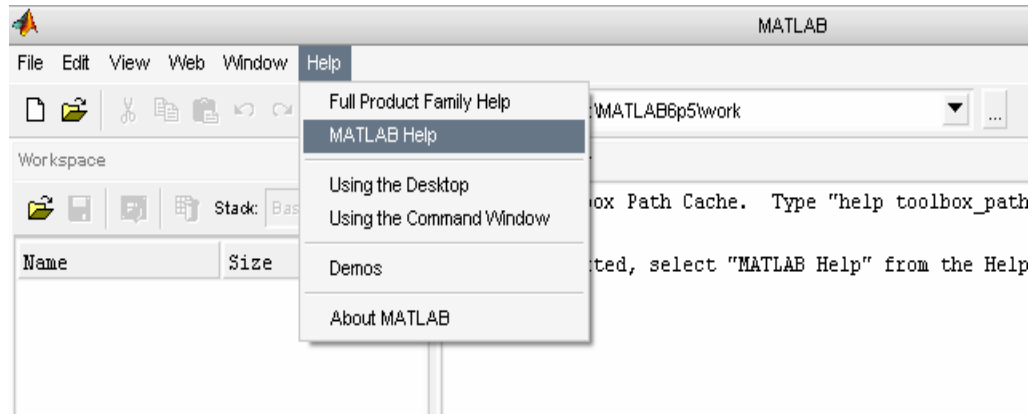 MATLAB
File Edit View Web Window Help
Full Product Family Help
:\MATLAB6p5\work
...
MATLAB Help
Workspace
Using the Desktop
Stack: Bas
ox Path Cache. Type "help toolbox_path
Using the Command Window
Name Size
Demos
ted, select "MATLAB Help" from the Help
About MATLAB